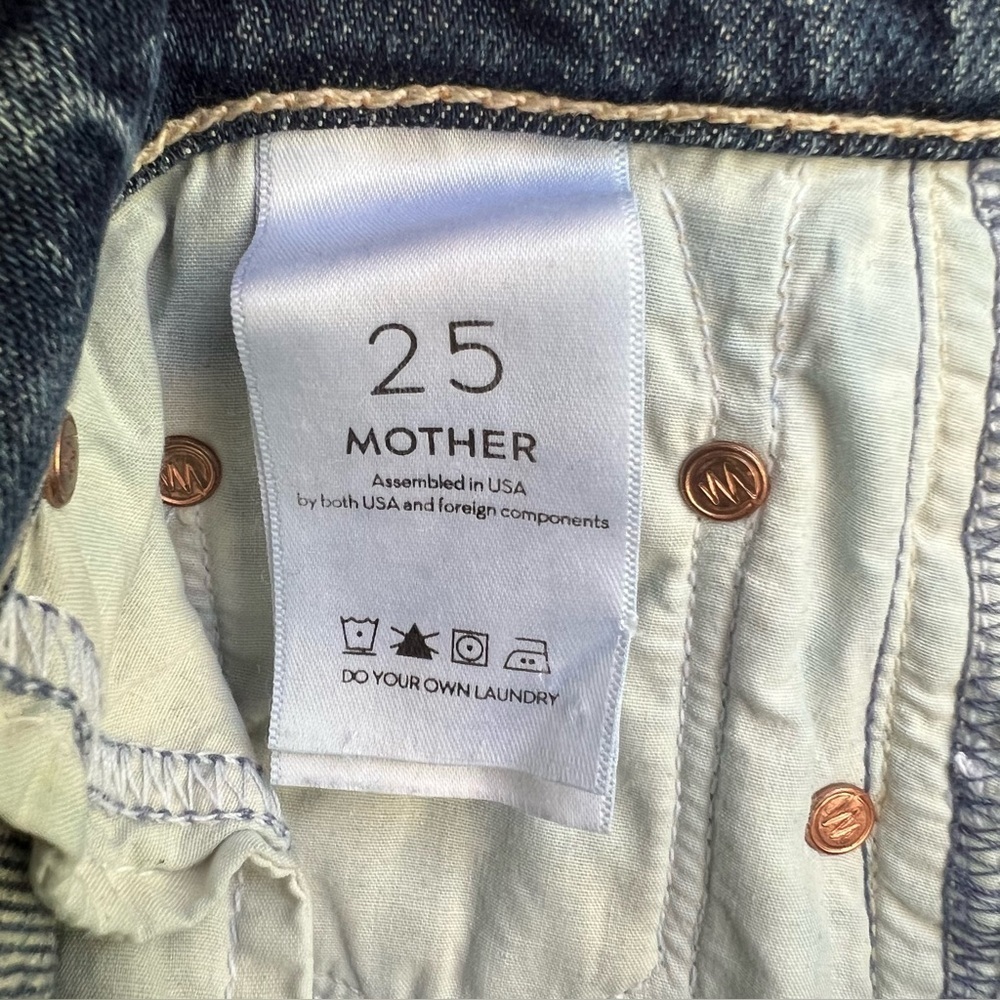 25
MOTHER
Assembled in USA
by both USA and foreign components
DO YOUR OWN LAUNDRY